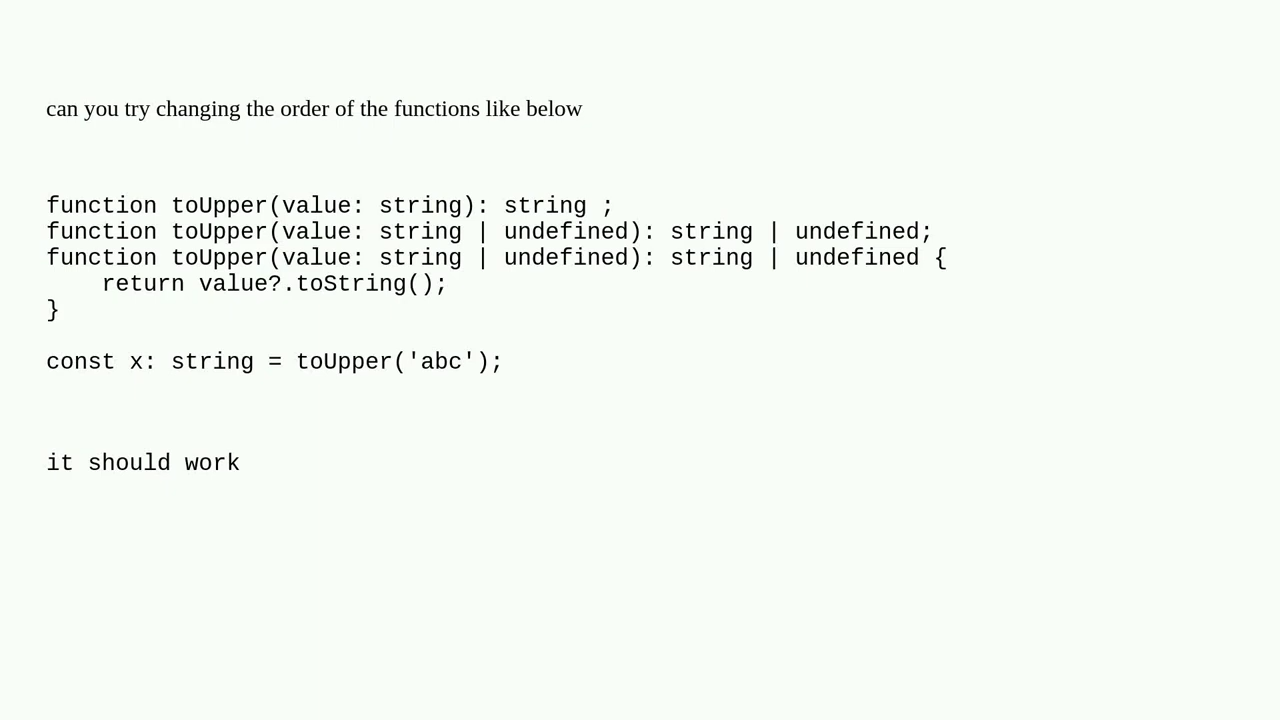 can you try changing the order of the functions like below
function toUpper(value: string): string ;
function toUpper(value: string | undefined): string | undefined;
function toUpper(value: string | undefined): string | undefined {
    return value?.toString();
}
const x: string = toUpper('abc');
it should work